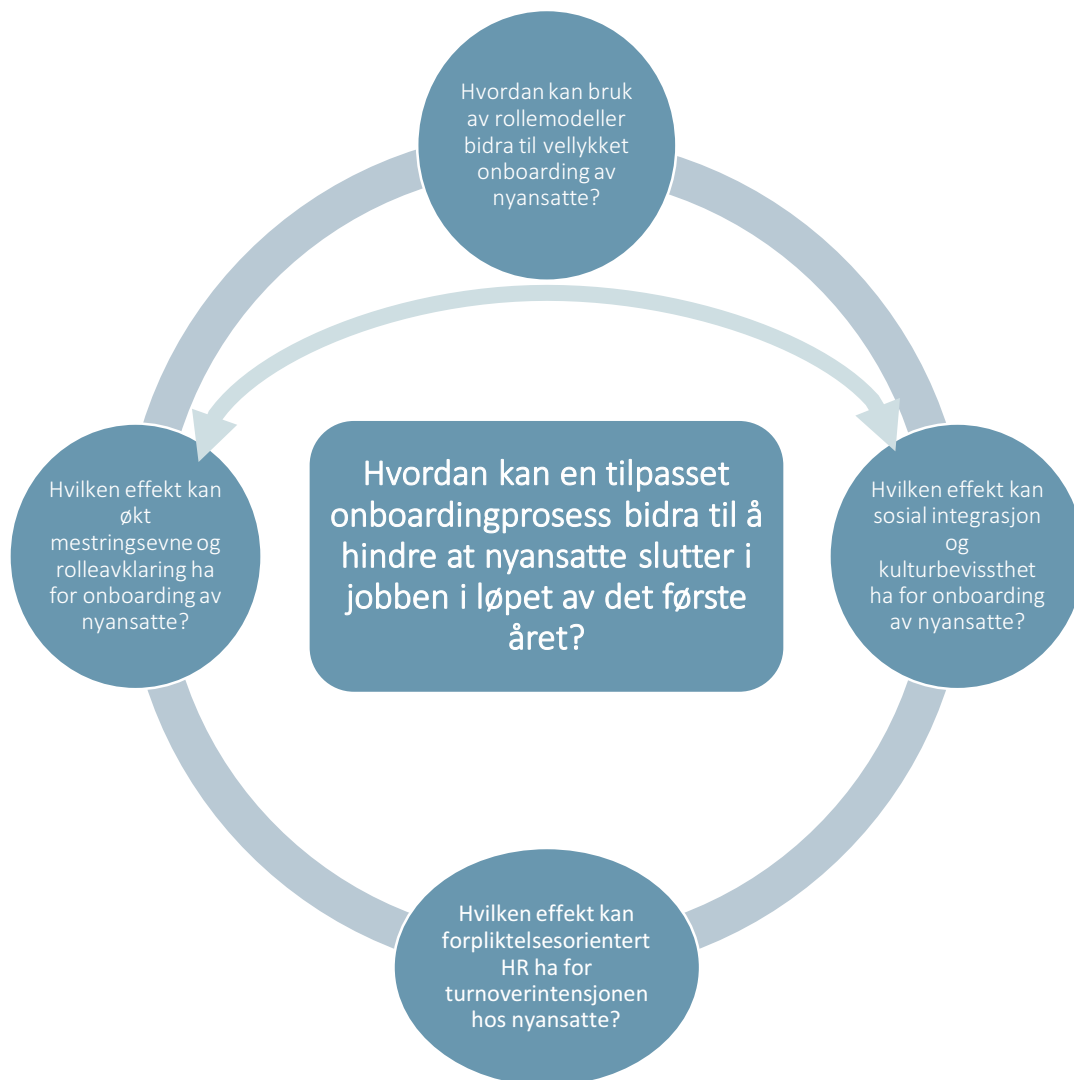 Hvordan kan bruk
av rollemodeller
bidra til vellykket
onboarding av
nyansatte?
Hvilken effekt kan
økt
mestringsevne og
rolleavklaring ha
for onboarding av
nyansatte?
Hvordan kan en tilpasset
onboardingprosess bidra til å
hindre at nyansatte slutter i
jobben i løpet av det første
året?
Hvilken effekt kan
sosial integrasjon
og
kulturbevissthet
ha for onboarding
av nyansatte?
Hvilken effekt kan
forpliktelsesorientert
HR ha for
turnoverintensjonen
hos nyansatte?